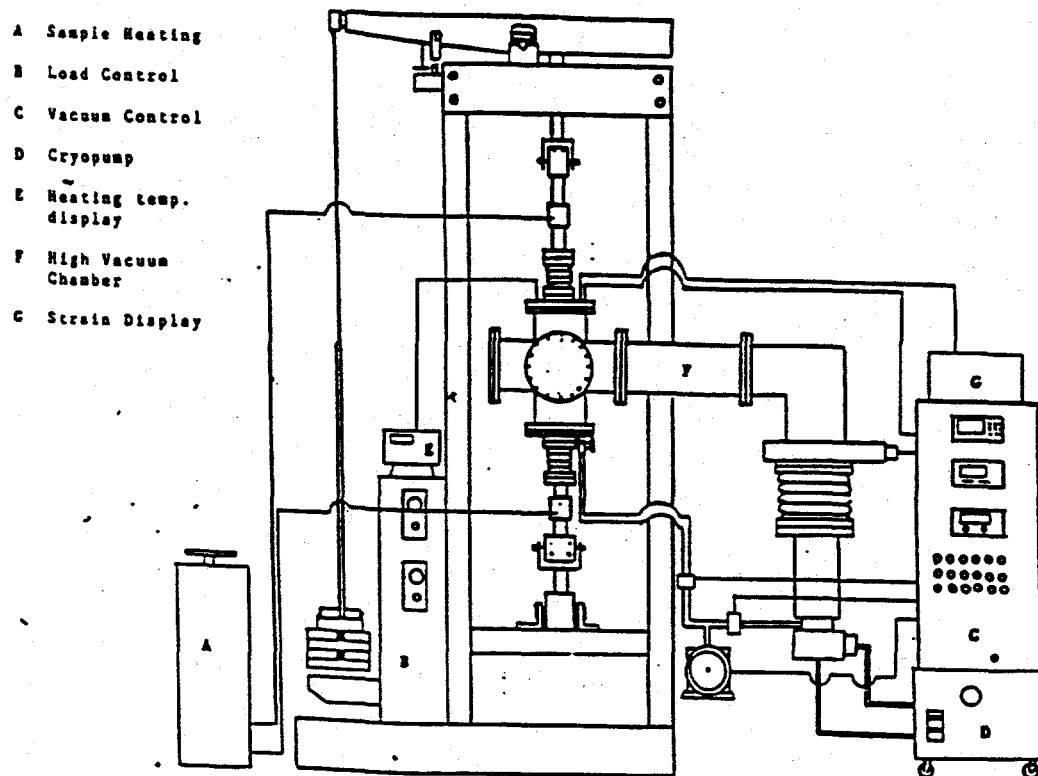 A Sample Heating
B Load Control
C Vacuum Control
D Cryopump
E Heating temp.
display
F High Vacuum
Chamber
G Strain Display
F
G
E
A
B
C
D